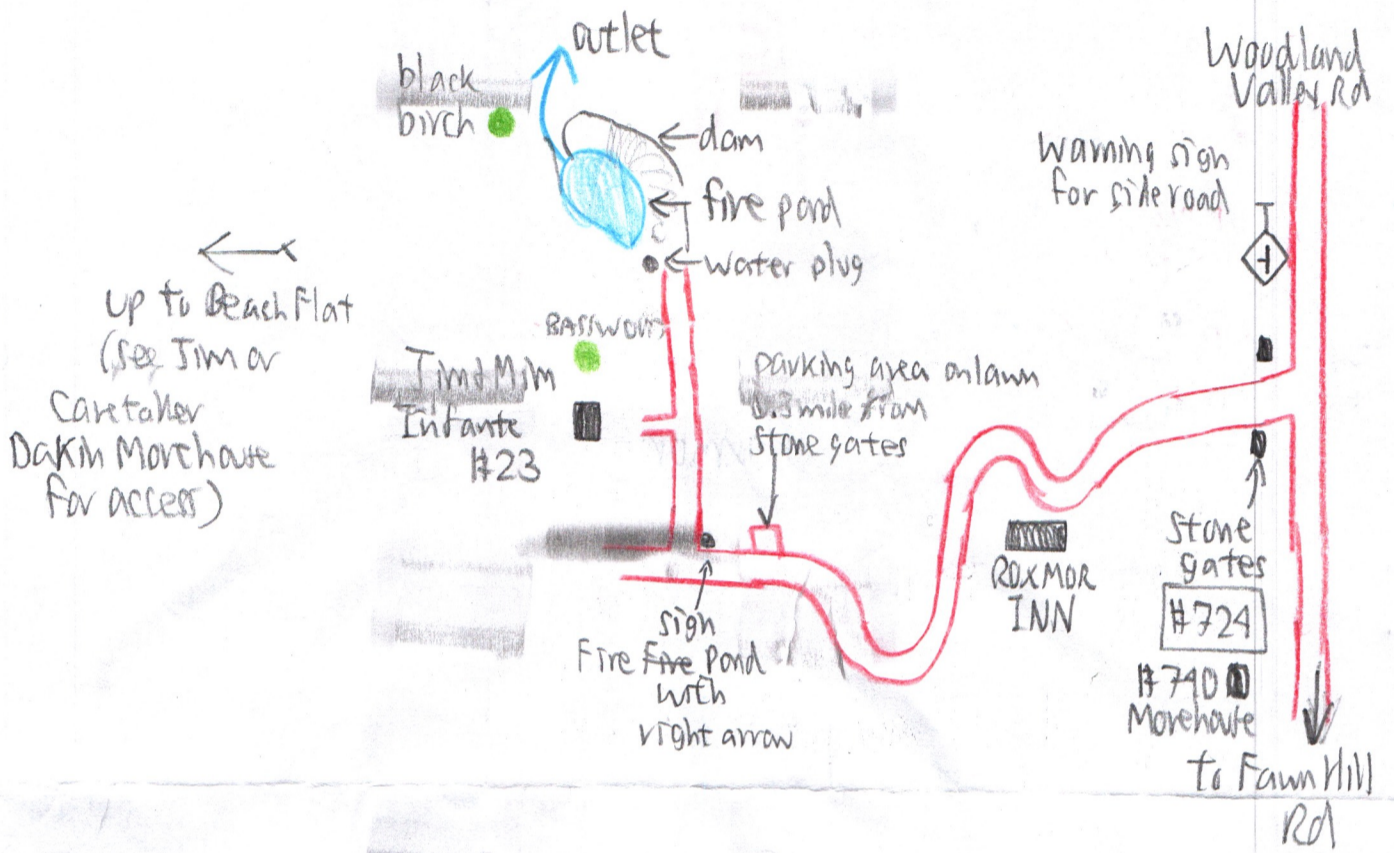 outlet
black
birch
dam
fire pond
water plug
Woodland
Valley Rd
Warning sign
for side road
up to Beach Flat
(see Jim or
Caretaker
Dakin Morehouse
for access)
BASSWOOD
Infante
#23
parking area on lawn
0.3 mile from
stone gates
sign
Fire Fire Pond
with
right arrow
ROXMOR
INN
Stone
gates
#724
#740
Morehouse
to Fawn Hill
Rd